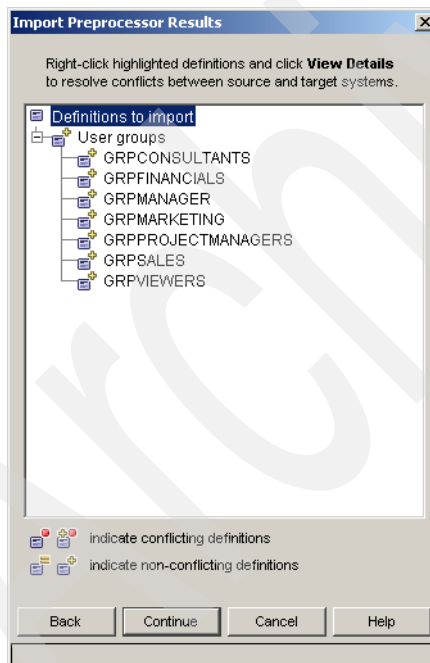 Import Preprocessor Results
Right-click highlighted definitions and click View Details
to resolve conflicts between source and target systems.
Definitions to import
User groups
GRPCONSULTANTS
GRPFINANCIALS
GRPMANAGER
GRPMARKETING
GRPPROJECTMANAGERS
GRPSALES
GRPVIEWERS
indicate conflicting definitions
indicate non-conflicting definitions
Back Continue Cancel Help